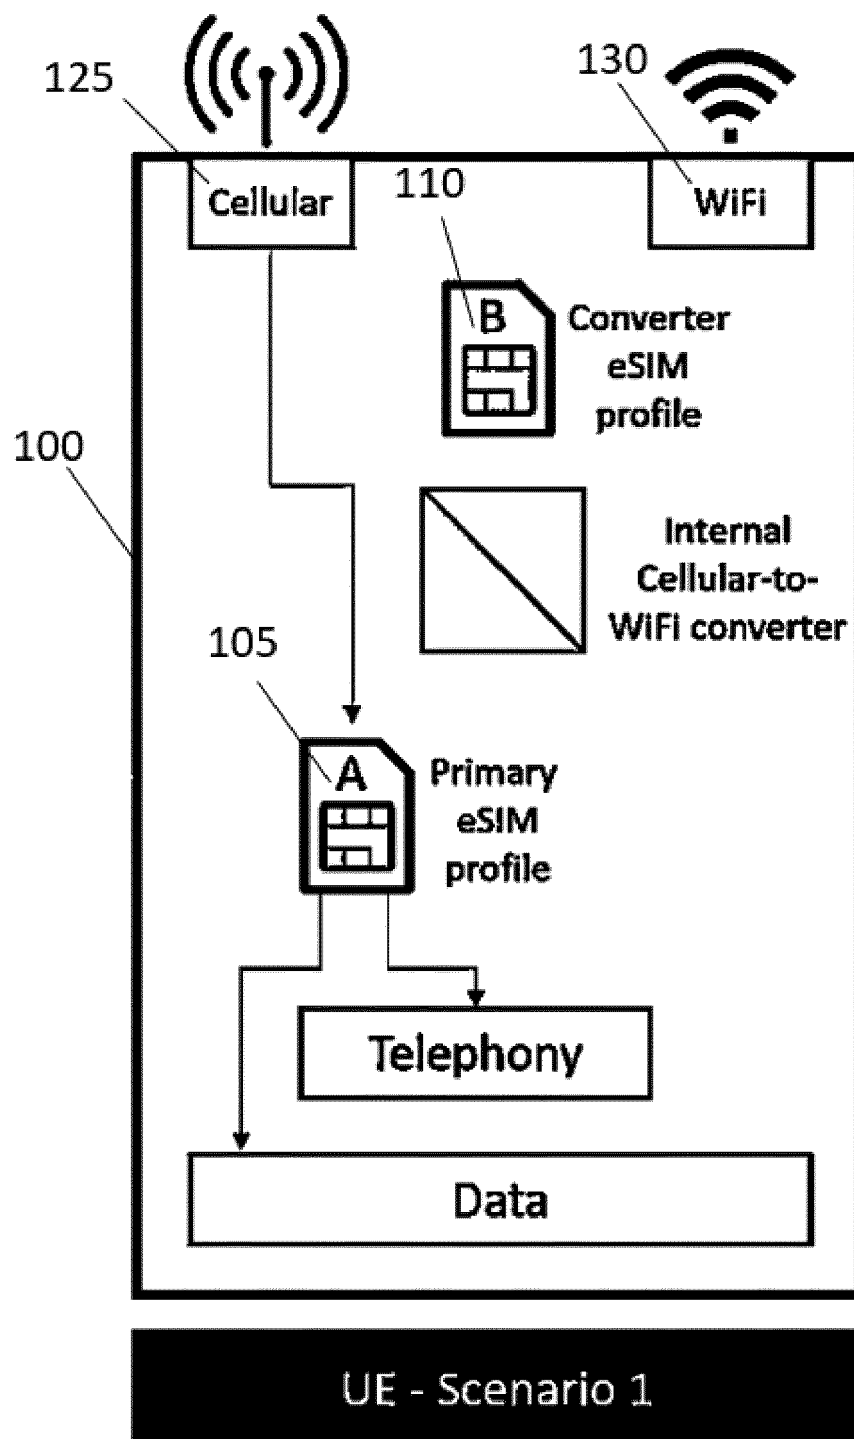 125
130
Cellular
110
WiFi
B
Converter
eSIM
profile
100
Internal
Cellular-to-
WiFi converter
105
A
Primary
eSIM
profile
Telephony
Data
UE - Scenario 1